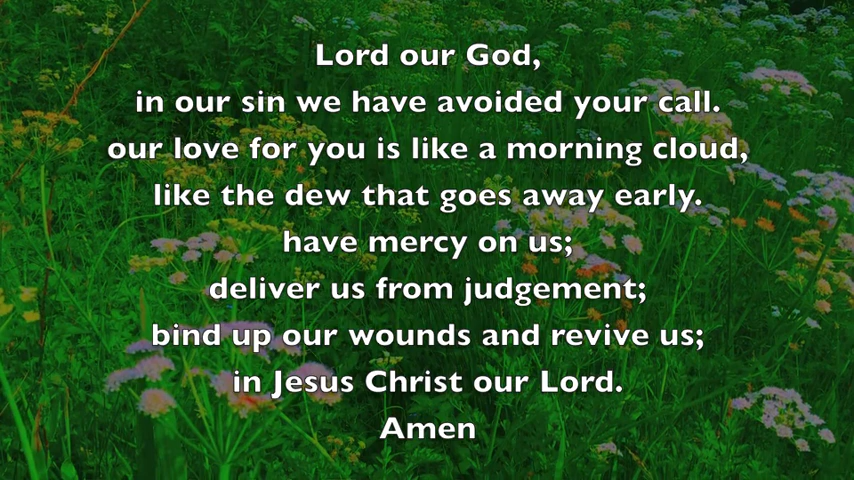 Lord our God,
in our sin we have avoided your call.
our love for you is like a morning cloud,
like the dew that goes away early.
have mercy on us;
deliver us from judgement;
bind up our wounds and revive us;
in Jesus Christ our Lord.
Amen